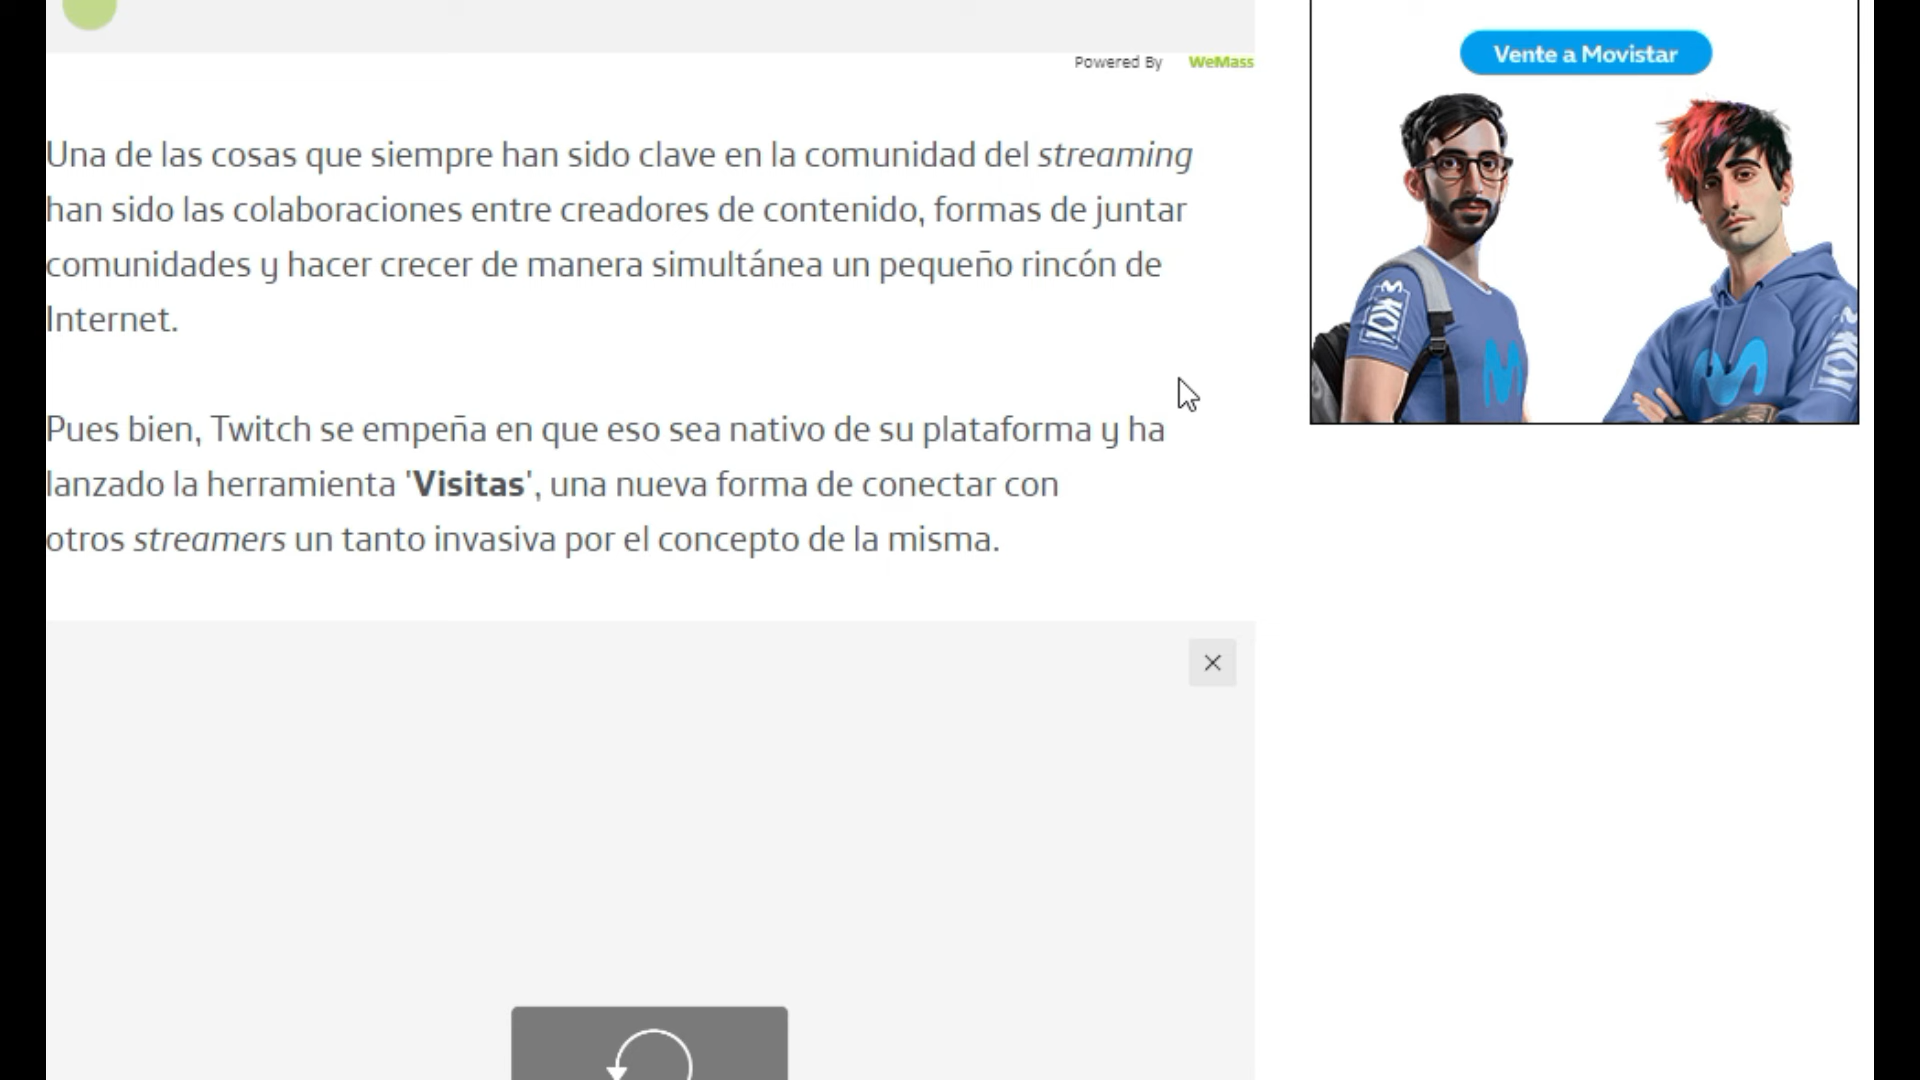 Powered By WeMass
Vente a Movistar
Una de las cosas que siempre han sido clave en la comunidad del streaming
han sido las colaboraciones entre creadores de contenido, formas de juntar
comunidades y hacer crecer de manera simultánea un pequeño rincón de
Internet.
Pues bien, Twitch se empeña en que eso sea nativo de su plataforma y ha
lanzado la herramienta 'Visitas', una nueva forma de conectar con
otros streamers un tanto invasiva por el concepto de la misma.
KOI
KOI